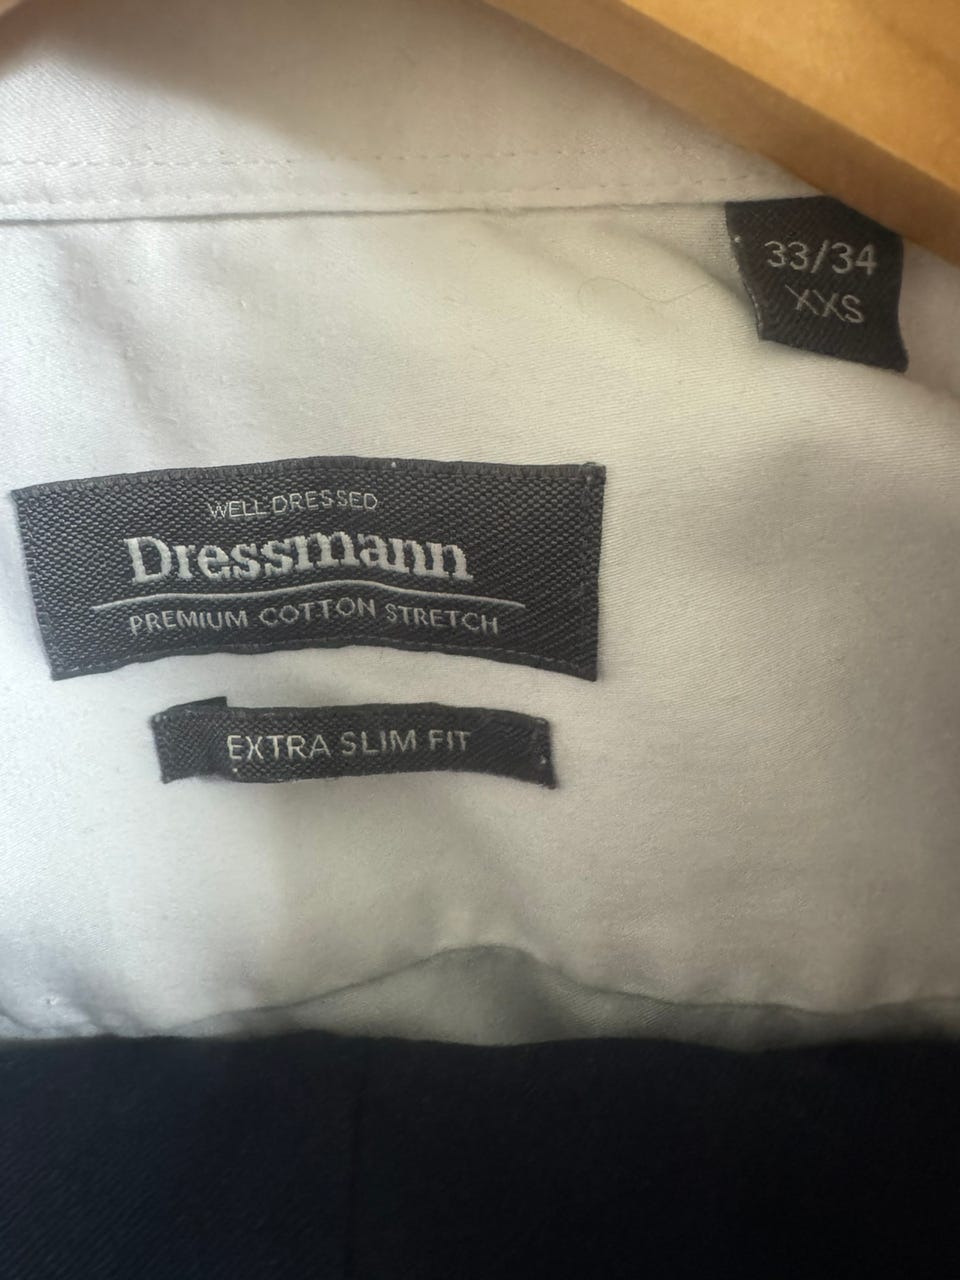 33/34
XXS
WELL DRESSED
Dressmann
PREMIUM COTTON STRETCH
EXTRA SLIM FIT